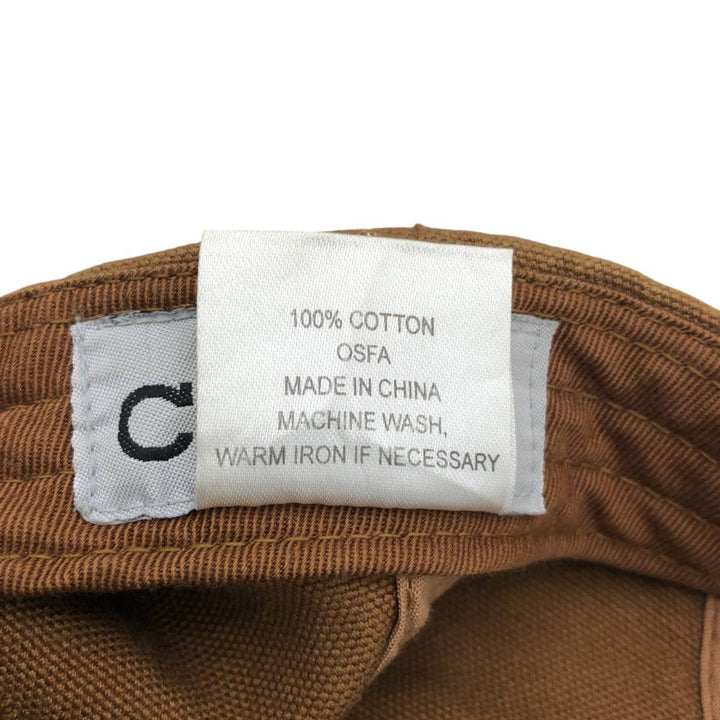 100% COTTON
OSFA
MADE IN CHINA
MACHINE WASH,
WARM IRON IF NECESSARY
C